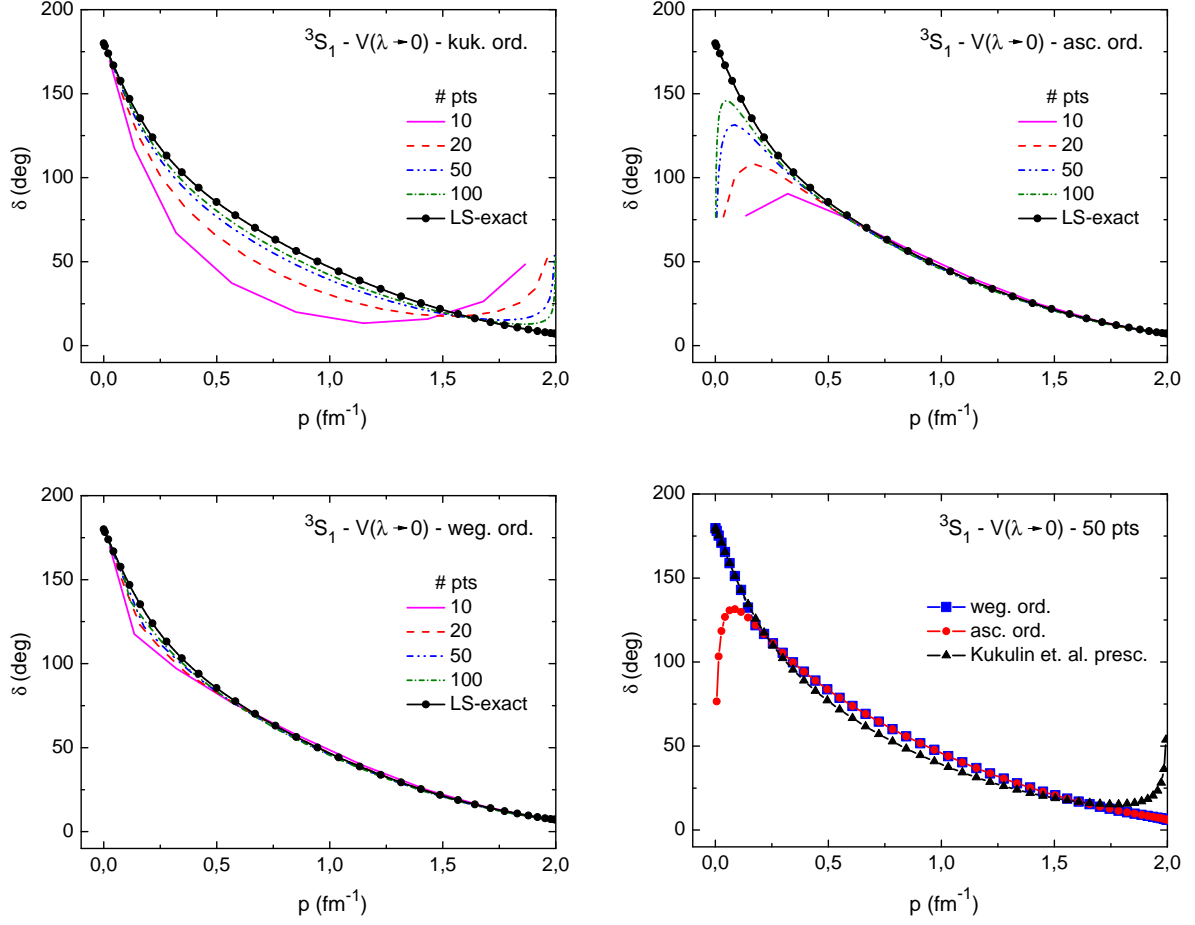 ³S₁ - V(λ→0) - kuk. ord.
# pts
10
20
50
100
LS-exact
200
150
100
50
0
δ (deg)
0,0 0,5 1,0 1,5 2,0
p (fm⁻¹)
³S₁ - V(λ→0) - asc. ord.
# pts
10
20
50
100
LS-exact
200
150
100
50
0
δ (deg)
0,0 0,5 1,0 1,5 2,0
p (fm⁻¹)
³S₁ - V(λ→0) - weg. ord.
# pts
10
20
50
100
LS-exact
200
150
100
50
0
δ (deg)
0,0 0,5 1,0 1,5 2,0
p (fm⁻¹)
³S₁ - V(λ→0) - 50 pts
weg. ord.
asc. ord.
Kukulin et. al. presc.
200
150
100
50
0
δ (deg)
0,0 0,5 1,0 1,5 2,0
p (fm⁻¹)